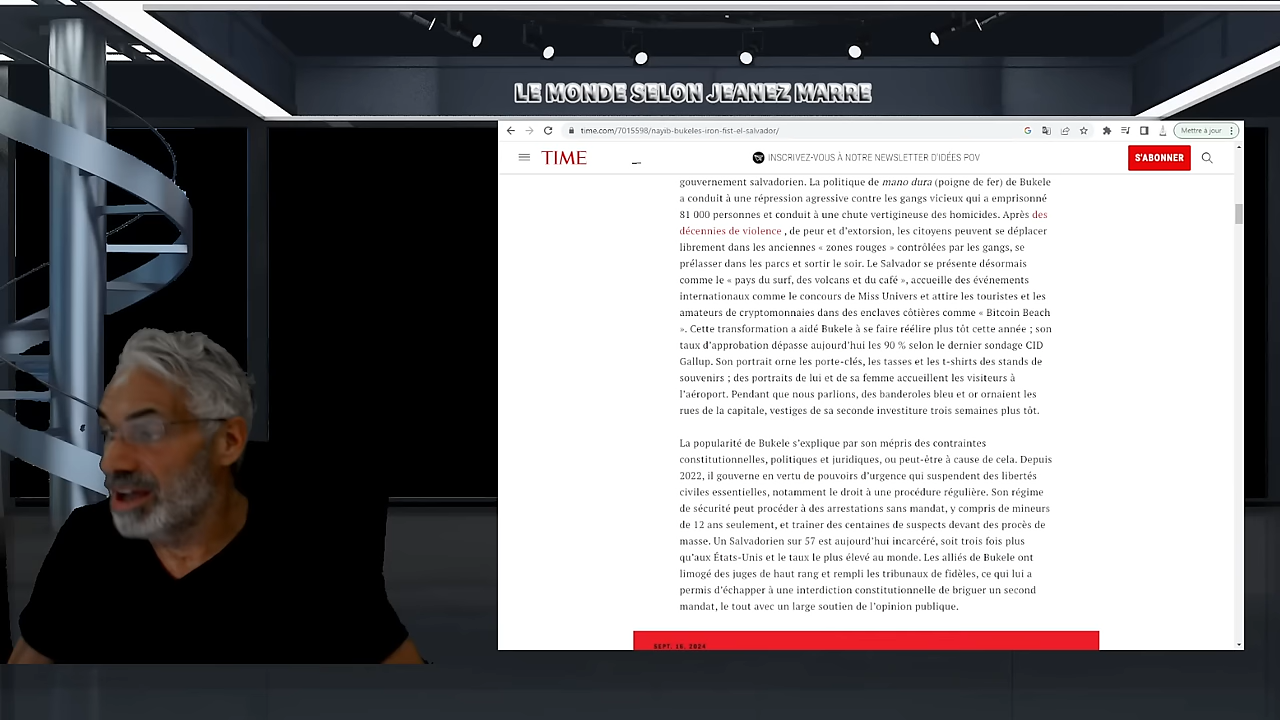 LE MONDE SELON JEANEZ MARRE
time.com/7015598/nayib-bukeles-iron-fist-el-salvador/
Mettre à jour
TIME
INSCRIVEZ-VOUS À NOTRE NEWSLETTER D'IDÉES POV
S'ABONNER
gouvernement salvadorien. La politique de mano dura (poigne de fer) de Bukele
a conduit à une répression agressive contre les gangs vicieux qui a emprisonné
81 000 personnes et conduit à une chute vertigineuse des homicides. Après des
décennies de violence , de peur et d'extorsion, les citoyens peuvent se déplacer
librement dans les anciennes « zones rouges » contrôlées par les gangs, se
prélasser dans les parcs et sortir le soir. Le Salvador se présente désormais
comme le « pays du surf, des volcans et du café », accueille des événements
internationaux comme le concours de Miss Univers et attire les touristes et les
amateurs de cryptomonnaies dans des enclaves côtières comme « Bitcoin Beach
». Cette transformation a aidé Bukele à se faire réélire plus tôt cette année ; son
taux d'approbation dépasse aujourd'hui les 90 % selon le dernier sondage CID
Gallup. Son portrait orne les porte-clés, les tasses et les t-shirts des stands de
souvenirs ; des portraits de lui et de sa femme accueillent les visiteurs à
l'aéroport. Pendant que nous parlions, des banderoles bleu et or ornaient les
rues de la capitale, vestiges de sa seconde investiture trois semaines plus tôt.
La popularité de Bukele s'explique par son mépris des contraintes
constitutionnelles, politiques et juridiques, ou peut-être à cause de cela. Depuis
2022, il gouverne en vertu de pouvoirs d'urgence qui suspendent des libertés
civiles essentielles, notamment le droit à une procédure régulière. Son régime
de sécurité peut procéder à des arrestations sans mandat, y compris de mineurs
de 12 ans seulement, et traîner des centaines de suspects devant des procès de
masse. Un Salvadorien sur 57 est aujourd'hui incarcéré, soit trois fois plus
qu'aux États-Unis et le taux le plus élevé au monde. Les alliés de Bukele ont
limogé des juges de haut rang et rempli les tribunaux de fidèles, ce qui lui a
permis d'échapper à une interdiction constitutionnelle de briguer un second
mandat, le tout avec un large soutien de l'opinion publique.
SEPT. 16, 2024